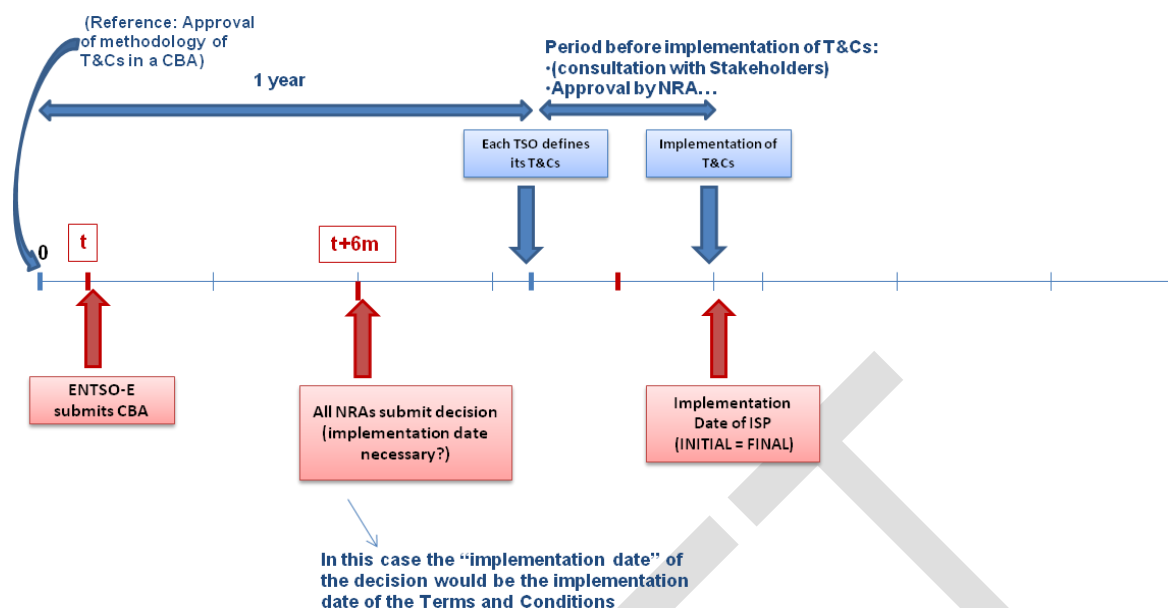 (Reference: Approval
of methodology of
T&Cs in a CBA)
1 year
Period before implementation of T&Cs:
·(consultation with Stakeholders)
·Approval by NRA…
Each TSO defines
its T&Cs
Implementation of
T&Cs
0
t
t+6m
ENTSO-E
submits CBA
All NRAs submit decision
(implementation date
necessary?)
Implementation
Date of ISP
(INITIAL = FINAL)
In this case the “implementation date” of
the decision would be the implementation
date of the Terms and Conditions